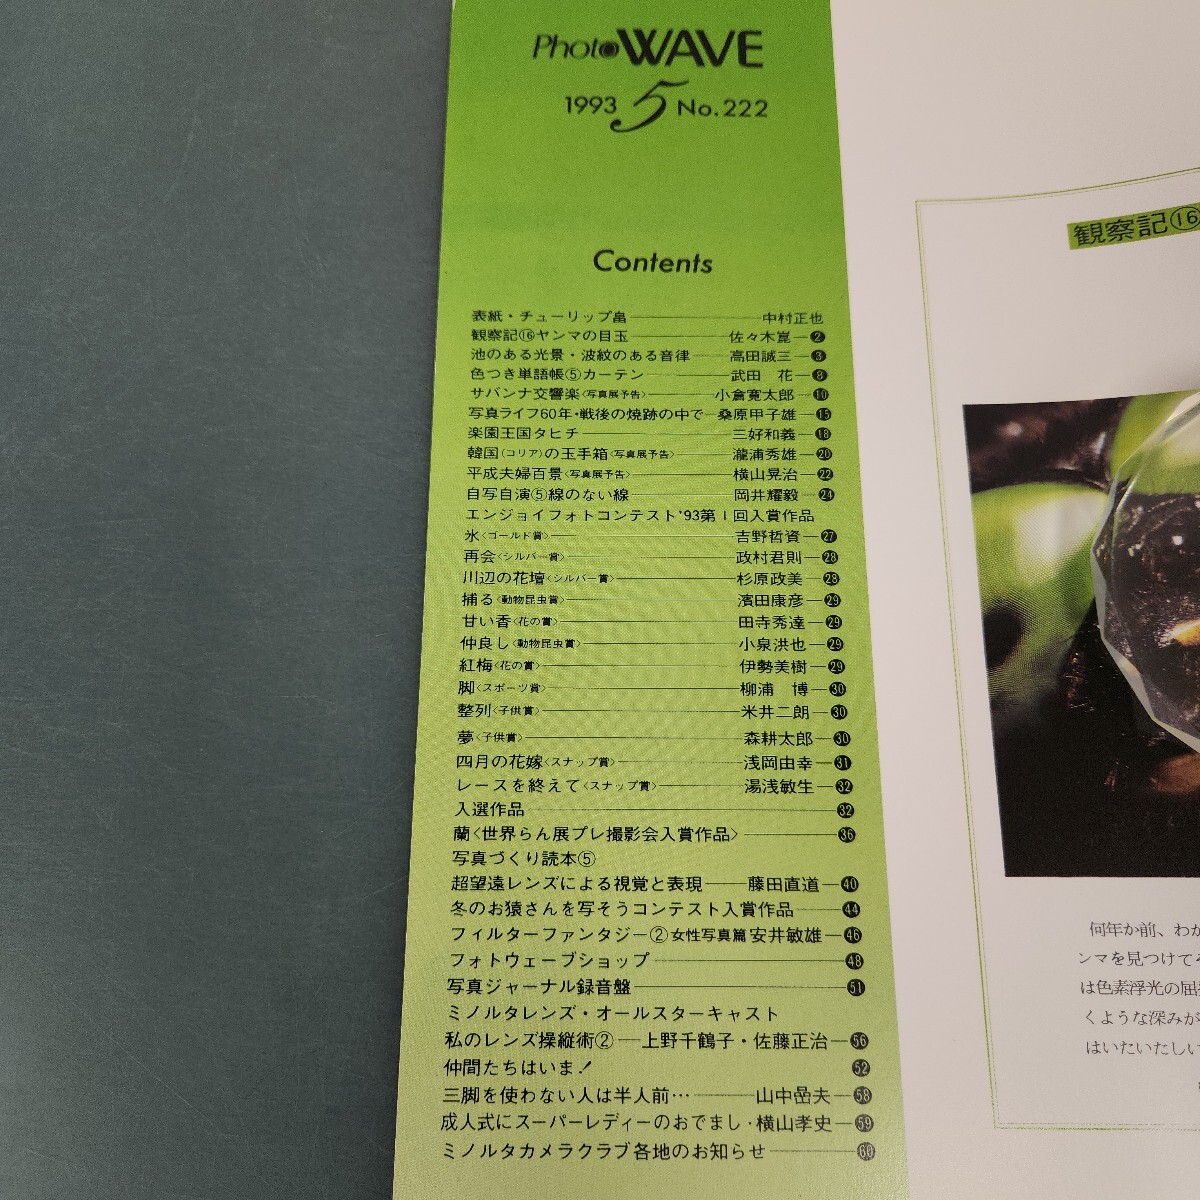 Photo WAVE
1993 5 No.222
Contents
表紙・チューリップ畠 中村正也
観察記⑯ヤンマの目玉 佐々木崑 2
池のある光景・波紋のある音律 高田誠三 3
色つき単語帳⑤カーテン 武田 花 8
サバンナ交響楽〈写真展予告〉 小倉寛太郎 10
写真ライフ60年・戦後の焼跡の中で 桑原甲子雄 15
楽園王国タヒチ 三好和義 18
韓国〈コリア〉の玉手箱〈写真展予告〉 瀧浦秀雄 20
平成夫婦百景〈写真展予告〉 横山晃治 22
自写自演⑤線のない線 岡井耀毅 24
エンジョイフォトコンテスト'93第1回入賞作品
氷〈ゴールド賞〉 吉野哲資 27
再会〈シルバー賞〉 政村君則 28
川辺の花壇〈シルバー賞〉 杉原政美 28
捕る〈動物昆虫賞〉 濱田康彦 29
甘い香〈花の賞〉 田寺秀達 29
仲良し〈動物昆虫賞〉 小泉洪也 29
紅梅〈花の賞〉 伊勢美樹 29
脚〈スポーツ賞〉 柳浦 博 30
整列〈子供賞〉 米井二朗 30
夢〈子供賞〉 森耕太郎 30
四月の花嫁〈スナップ賞〉 浅岡由幸 31
レースを終えて〈スナップ賞〉 湯浅敏生 32
入選作品 32
蘭〈世界らん展プレ撮影会入賞作品〉 36
写真づくり読本⑤
超望遠レンズによる視覚と表現 藤田直道 40
冬のお猿さんを写そうコンテスト入賞作品 44
フィルターファンタジー②女性写真篇 安井敏雄 46
フォトウェーブショップ 48
写真ジャーナル録音盤 51
ミノルタレンズ・オールスターキャスト
私のレンズ操縦術② 上野千鶴子・佐藤正治 56
仲間たちはいま！ 52
三脚を使わない人は半人前… 山中喦夫 58
成人式にスーパーレディーのおでまし・横山孝史 59
ミノルタカメラクラブ各地のお知らせ 60
観察記⑯
何年か前、わか
ンマを見つけて
は色素浮光の屈
くような深みが
はいたいたしい